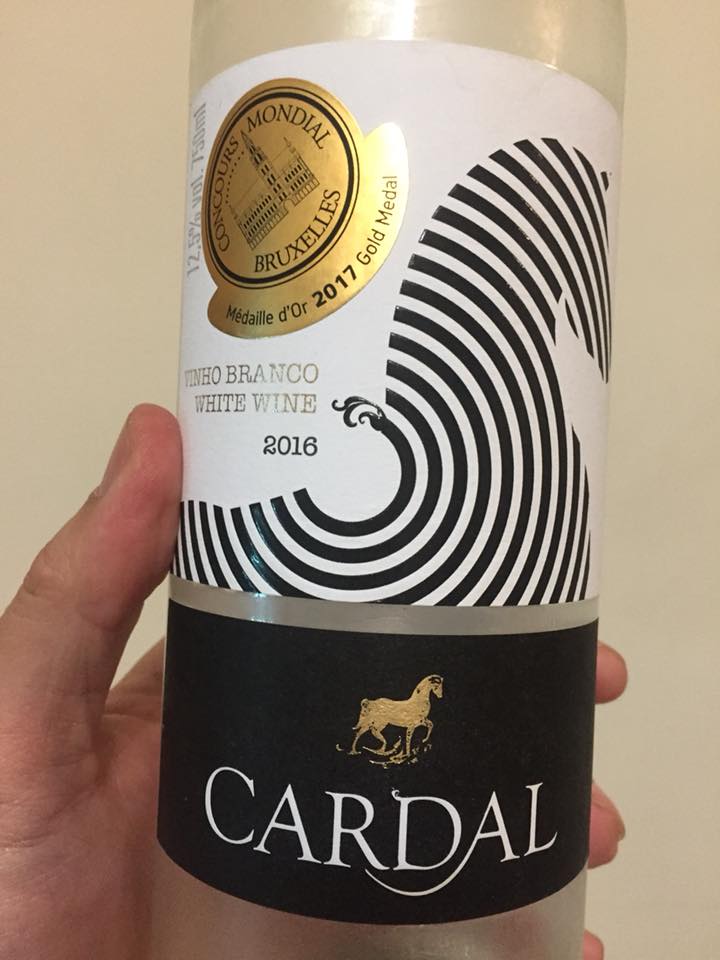 12.5% vol. 750ml
CONCOURS MONDIAL
BRUXELLES
Médaille d'Or 2017 Gold Medal
VINHO BRANCO
WHITE WINE
2016
CARDAL